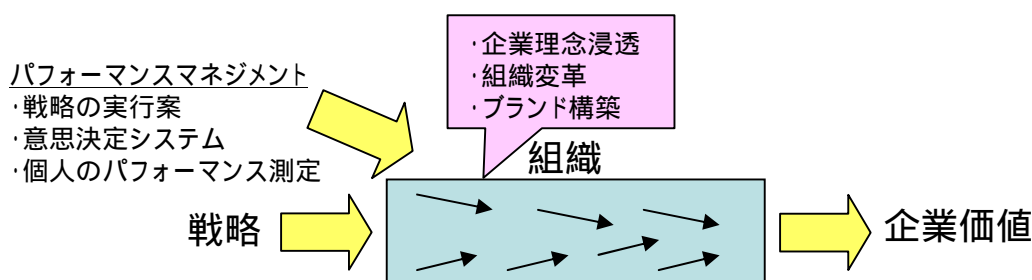 パフォーマンスマネジメント
・戦略の実行案
・意思決定システム
・個人のパフォーマンス測定
・企業理念浸透
・組織変革
・ブランド構築
組織
戦略
企業価値